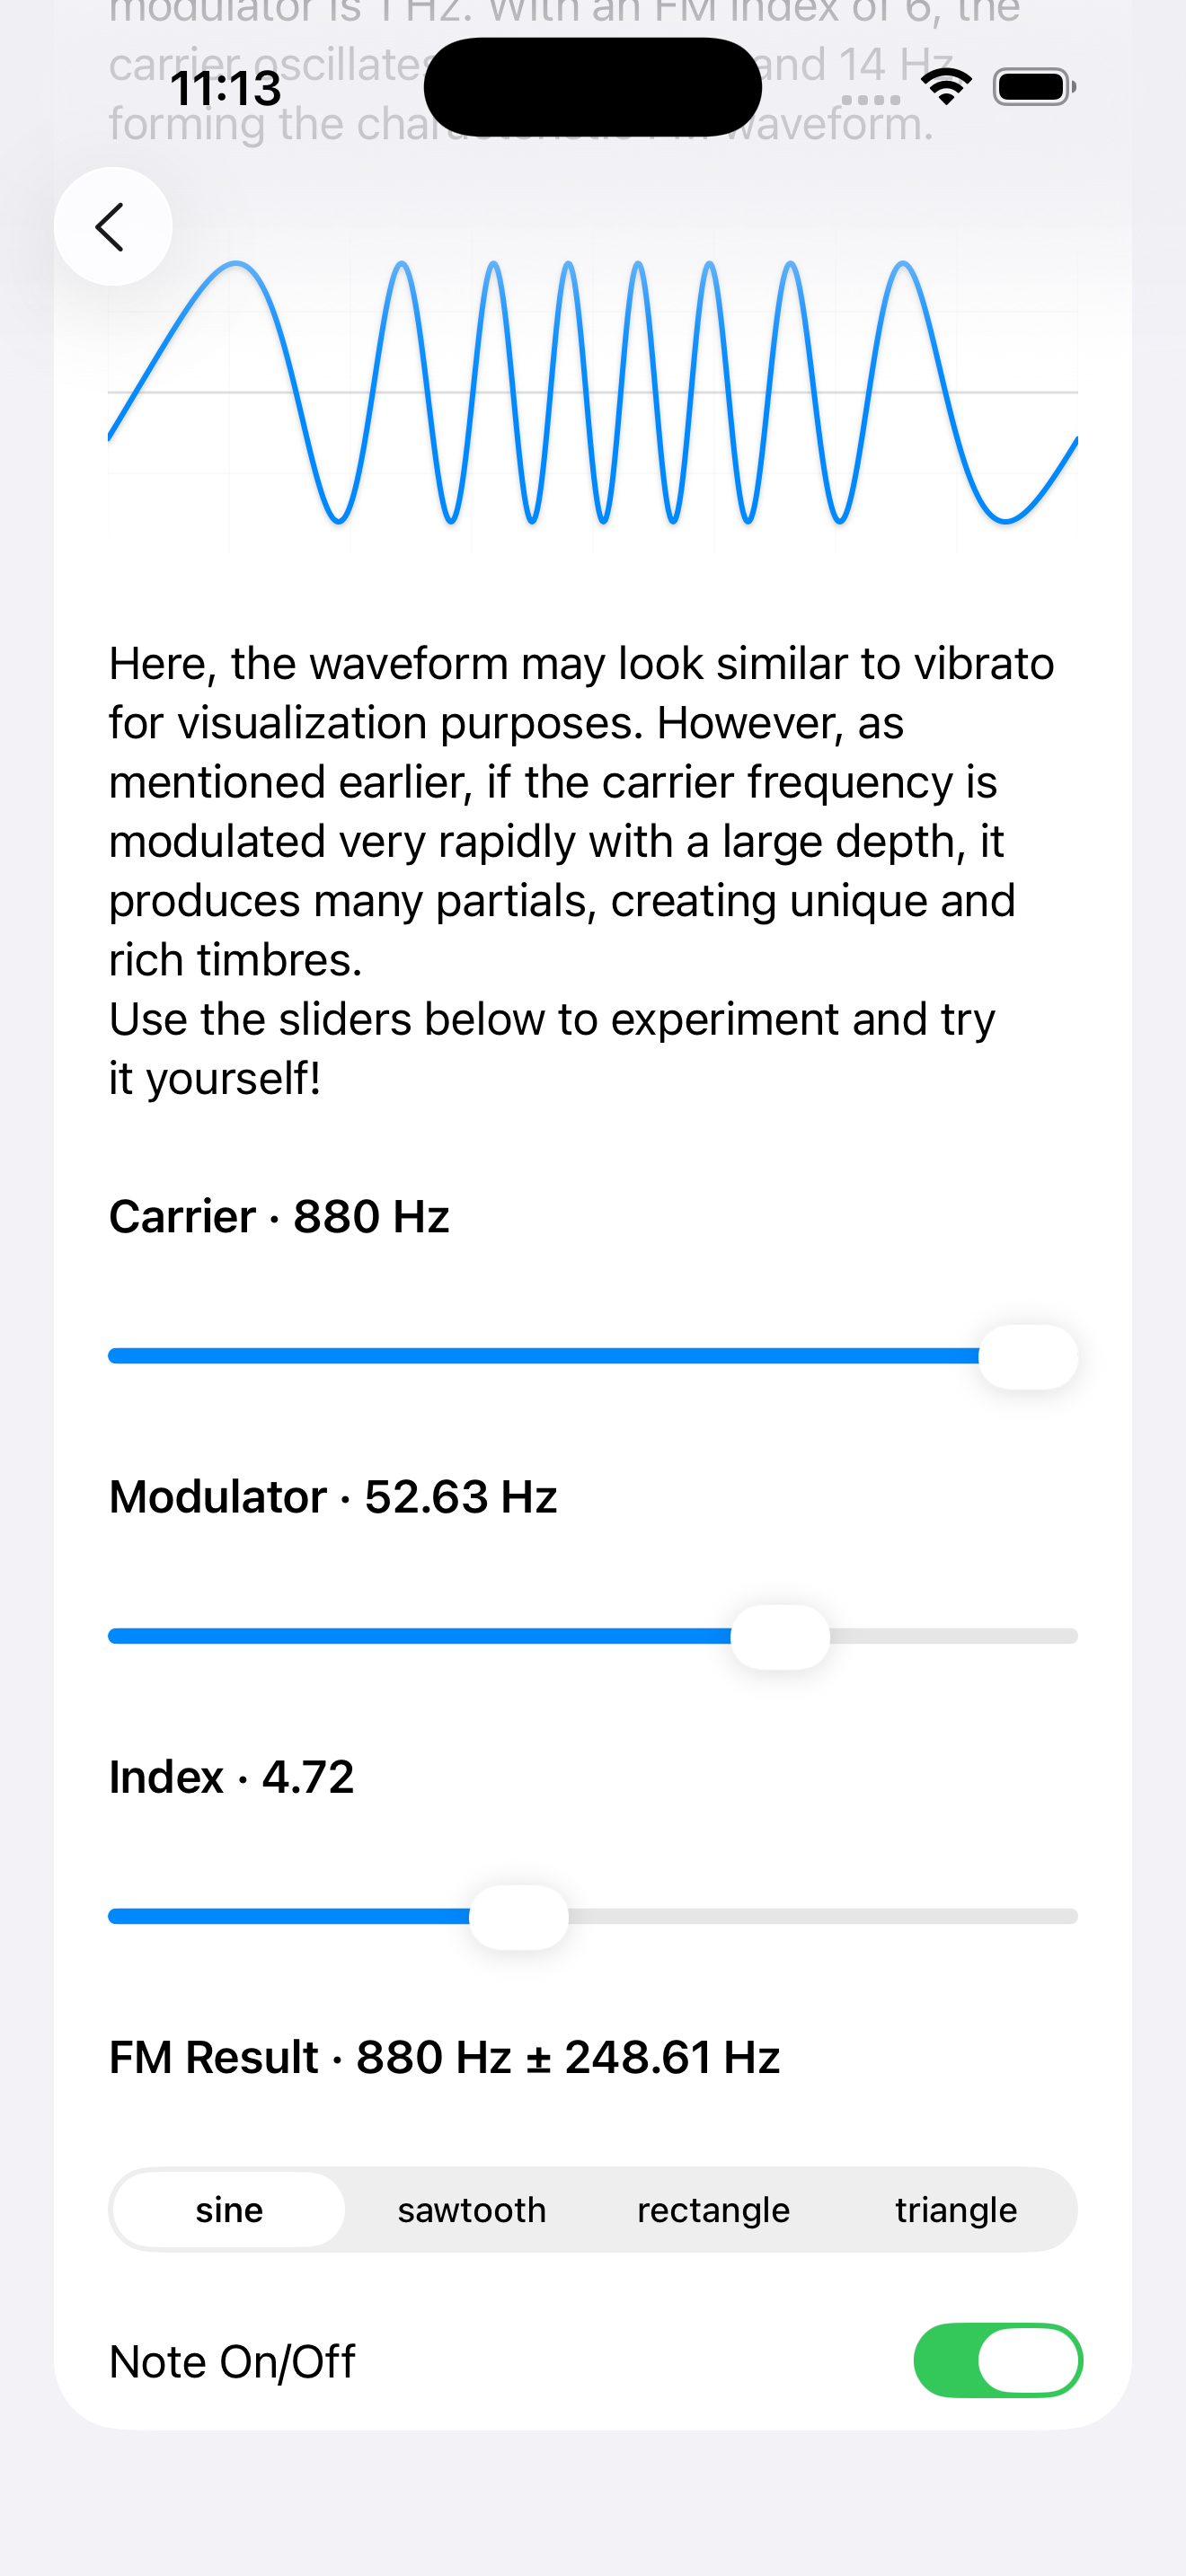 modulator is 1 Hz. With an FM index of 6, the
carrier oscillates and 14 Hz
11:13
forming the characteristic FM waveform.
Here, the waveform may look similar to vibrato
for visualization purposes. However, as
mentioned earlier, if the carrier frequency is
modulated very rapidly with a large depth, it
produces many partials, creating unique and
rich timbres.
Use the sliders below to experiment and try
it yourself!
Carrier · 880 Hz
Modulator · 52.63 Hz
Index · 4.72
FM Result · 880 Hz ± 248.61 Hz
sine sawtooth rectangle triangle
Note On/Off